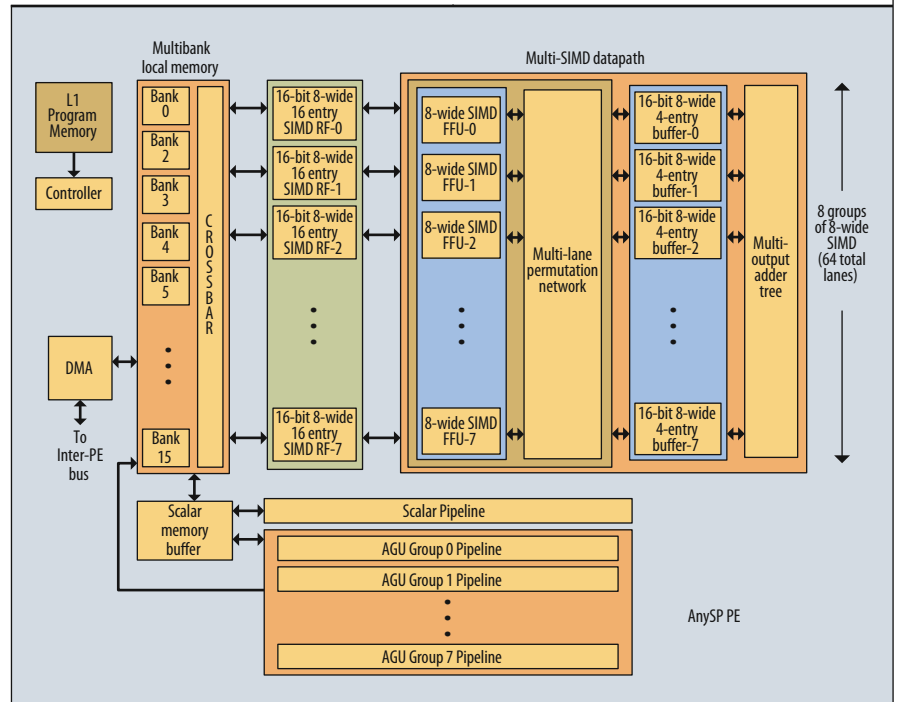 Multibank
local memory
Multi-SIMD datapath
L1
Program
Memory
Controller
Bank
0
Bank
2
Bank
3
Bank
4
Bank
5
Bank
15
CROSSBAR
16-bit 8-wide
16 entry
SIMD RF-0
16-bit 8-wide
16 entry
SIMD RF-1
16-bit 8-wide
16 entry
SIMD RF-2
16-bit 8-wide
16 entry
SIMD RF-7
8-wide SIMD
FFU-0
8-wide SIMD
FFU-1
8-wide SIMD
FFU-2
8-wide SIMD
FFU-7
Multi-lane
permutation
network
16-bit 8-wide
4-entry
buffer-0
16-bit 8-wide
4-entry
buffer-1
16-bit 8-wide
4-entry
buffer-2
16-bit 8-wide
4-entry
buffer-7
Multi-
output
adder
tree
8 groups
of 8-wide
SIMD
(64 total
lanes)
DMA
To
Inter-PE
bus
Scalar
memory
buffer
Scalar Pipeline
AGU Group 0 Pipeline
AGU Group 1 Pipeline
AGU Group 7 Pipeline
AnySP PE